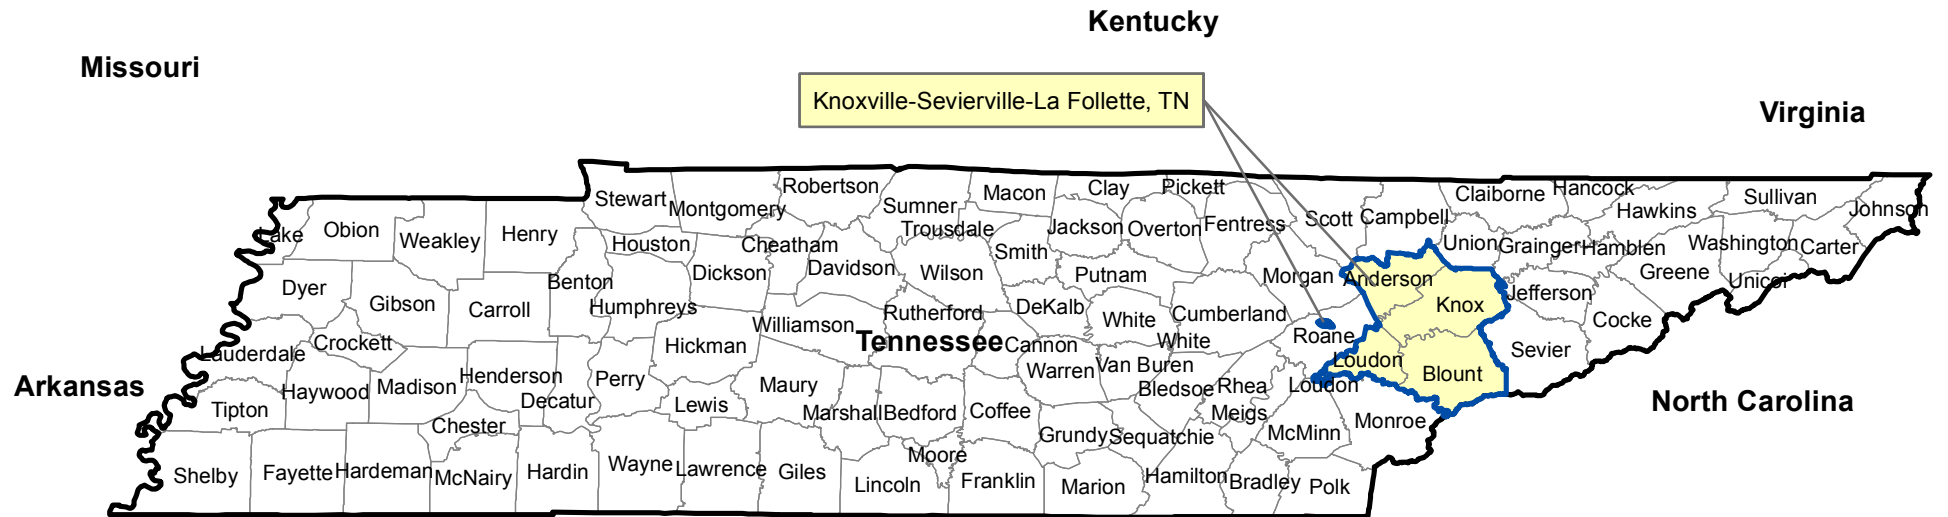 Kentucky
Missouri
Knoxville-Sevierville-La Follette, TN
Virginia
Stewart
Montgomery
Robertson
Sumner
Trousdale
Macon
Clay
Pickett
Claiborne
Hancock
Hawkins
Sullivan
Johnson
Lake
Obion
Weakley
Henry
Houston
Cheatham
Davidson
Dickson
Wilson
Smith
Jackson
Overton
Fentress
Scott
Campbell
Union
Grainger
Hamblen
Washington
Carter
Greene
Unicoi
Dyer
Gibson
Carroll
Benton
Humphreys
Williamson
Rutherford
DeKalb
Putnam
White
Cumberland
White
Morgan
Anderson
Knox
Jefferson
Cocke
Lauderdale
Crockett
Hickman
Tennessee
Cannon
Roane
Loudon
Sevier
Arkansas
Haywood
Madison
Henderson
Decatur
Perry
Lewis
Maury
Warren
Van Buren
Bledsoe
Rhea
Loudon
Blount
North Carolina
Tipton
Chester
Marshall
Bedford
Coffee
Grundy
Sequatchie
Meigs
McMinn
Monroe
Shelby
Fayette
Hardeman
McNairy
Hardin
Wayne
Lawrence
Giles
Lincoln
Moore
Franklin
Marion
Hamilton
Bradley
Polk